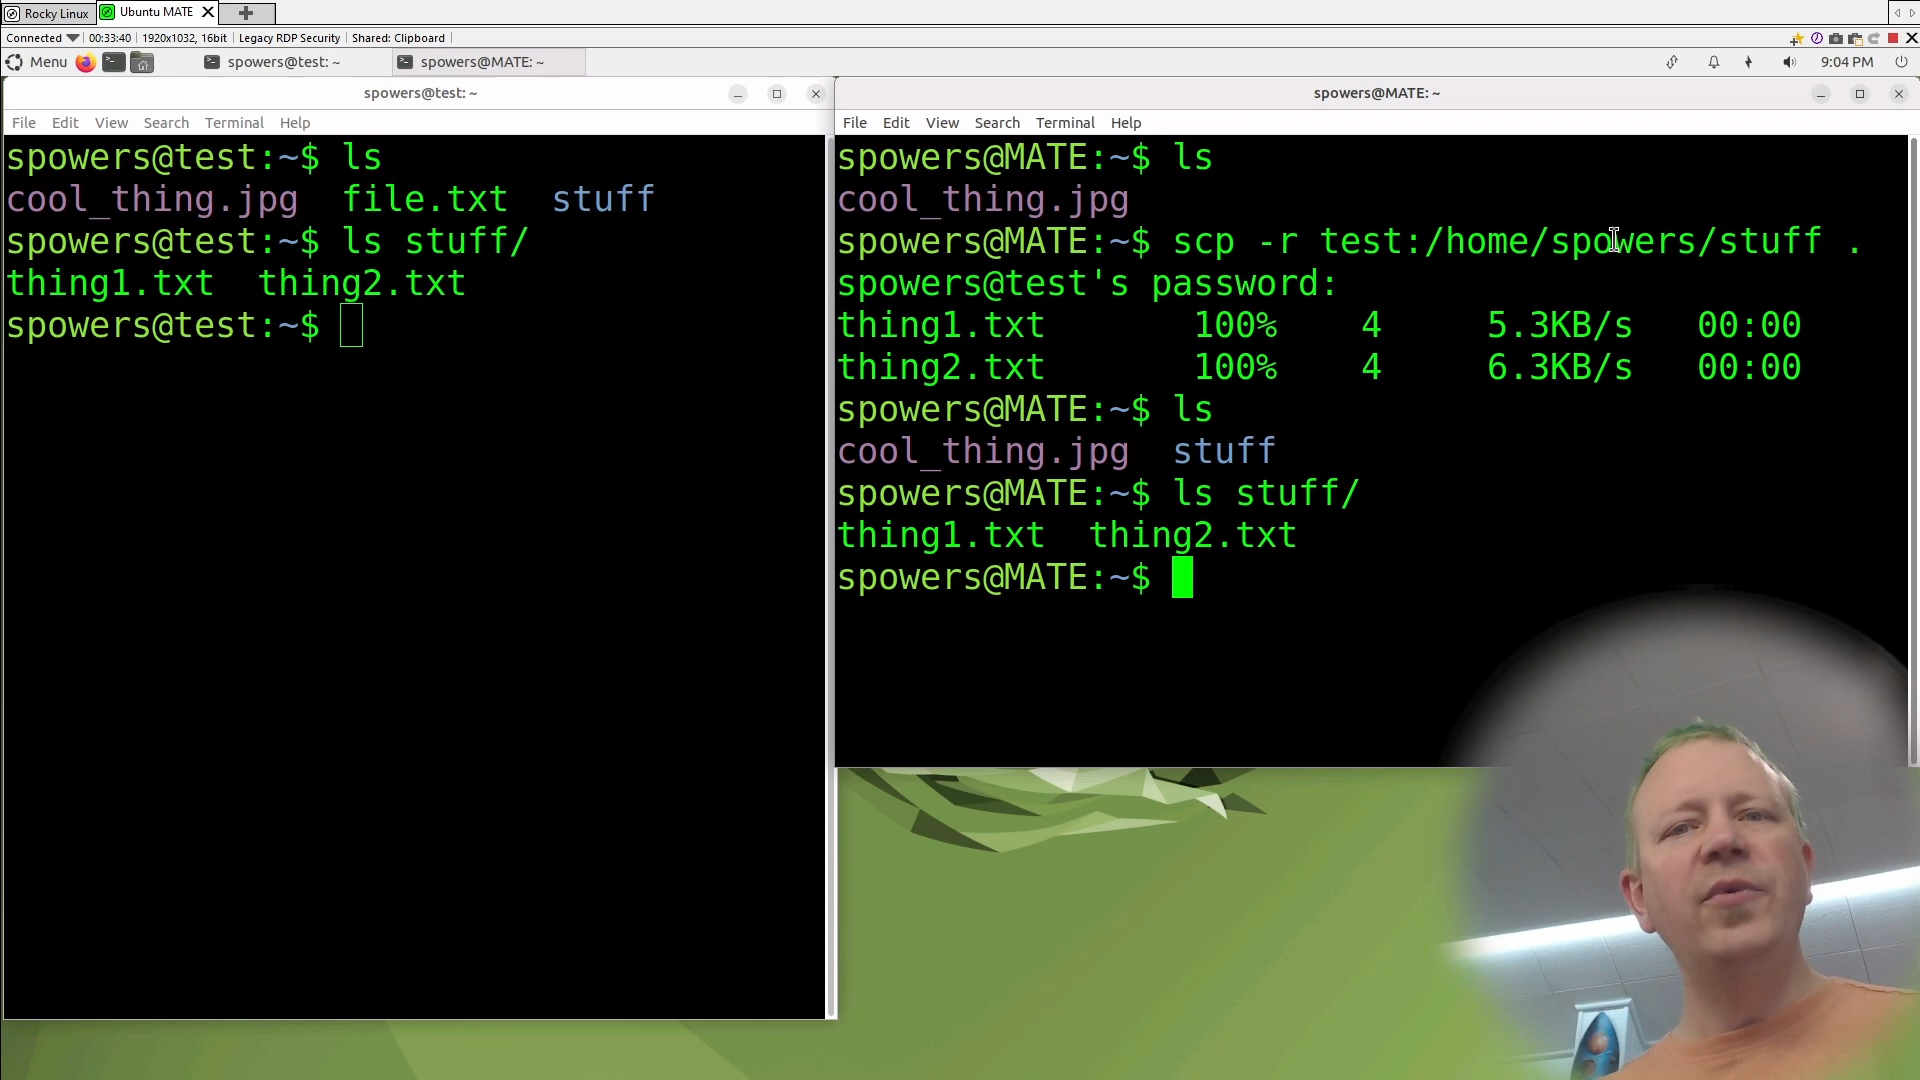 Rocky Linux
Ubuntu MATE
Connected 00:33:40 1920x1032, 16bit Legacy RDP Security Shared: Clipboard
Menu spowers@test: ~ spowers@MATE: ~ 9:04 PM
spowers@test: ~
File Edit View Search Terminal Help
spowers@test:~$ ls
cool_thing.jpg file.txt stuff
spowers@test:~$ ls stuff/
thing1.txt thing2.txt
spowers@test:~$
spowers@MATE: ~
File Edit View Search Terminal Help
spowers@MATE:~$ ls
cool_thing.jpg
spowers@MATE:~$ scp -r test:/home/spowers/stuff .
spowers@test's password:
thing1.txt 100% 4 5.3KB/s 00:00
thing2.txt 100% 4 6.3KB/s 00:00
spowers@MATE:~$ ls
cool_thing.jpg stuff
spowers@MATE:~$ ls stuff/
thing1.txt thing2.txt
spowers@MATE:~$